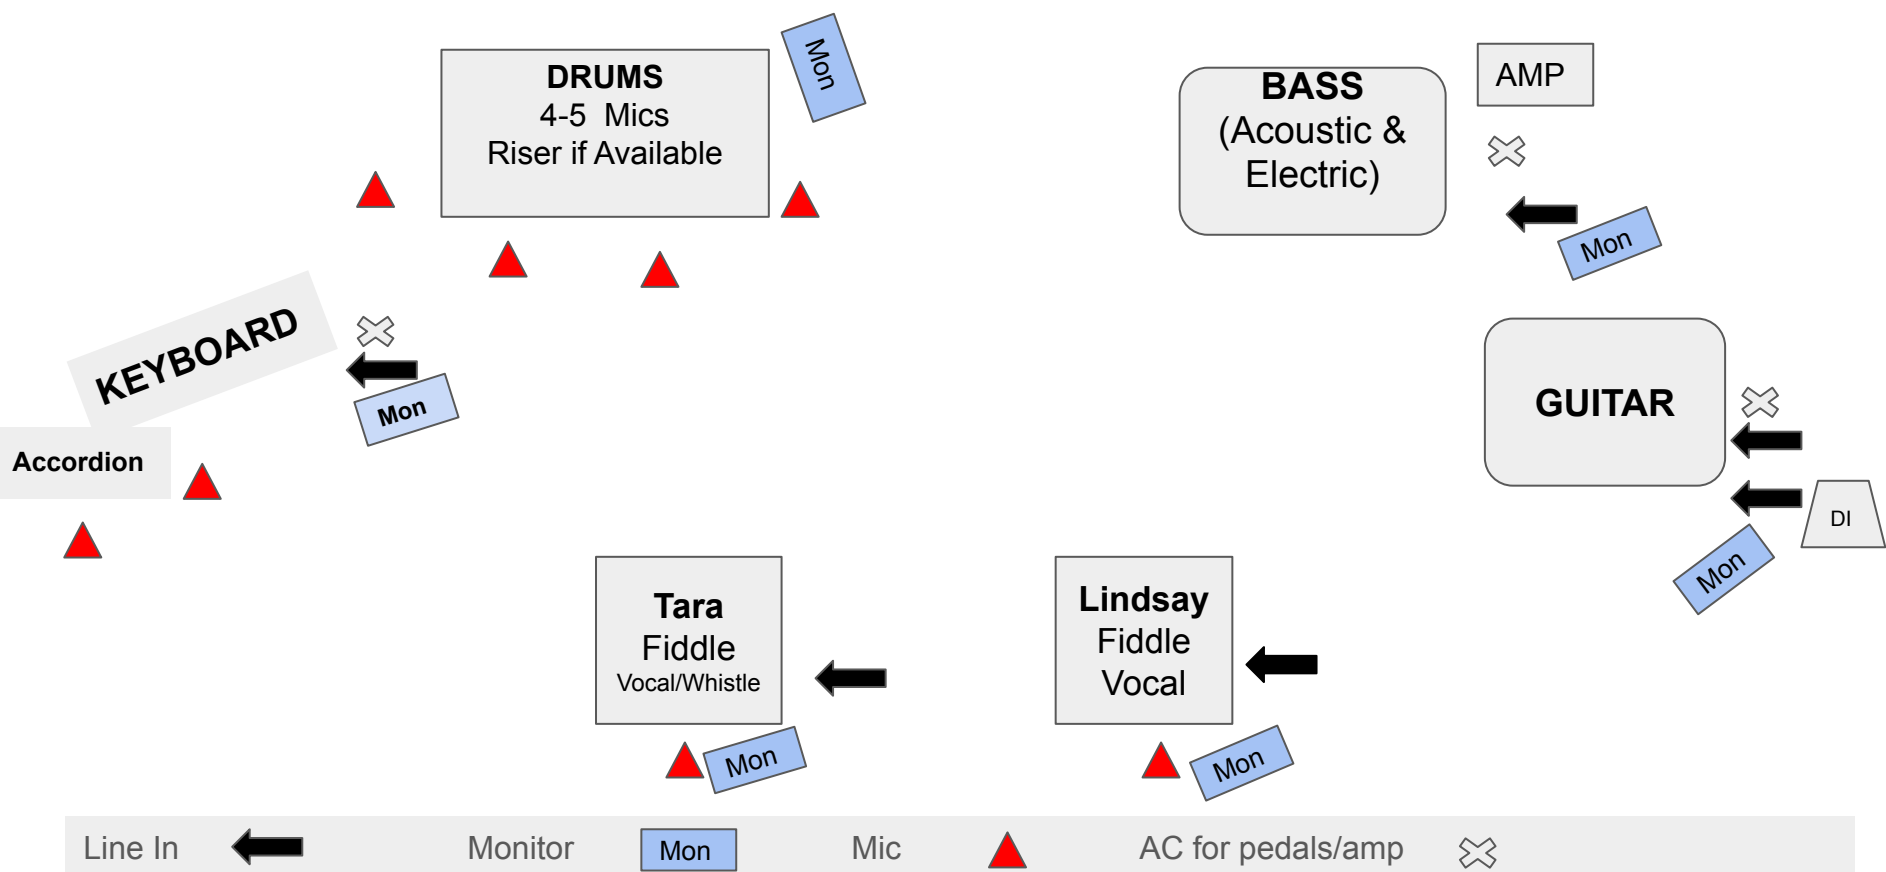 Mon
DRUMS
4-5 Mics
Riser if Available
BASS
(Acoustic &
Electric)
AMP
Mon
KEYBOARD
Mon
Accordion
GUITAR
DI
Mon
Tara
Fiddle
Vocal/Whistle
Mon
Lindsay
Fiddle
Vocal
Mon
Line In
Monitor
Mon
Mic
AC for pedals/amp